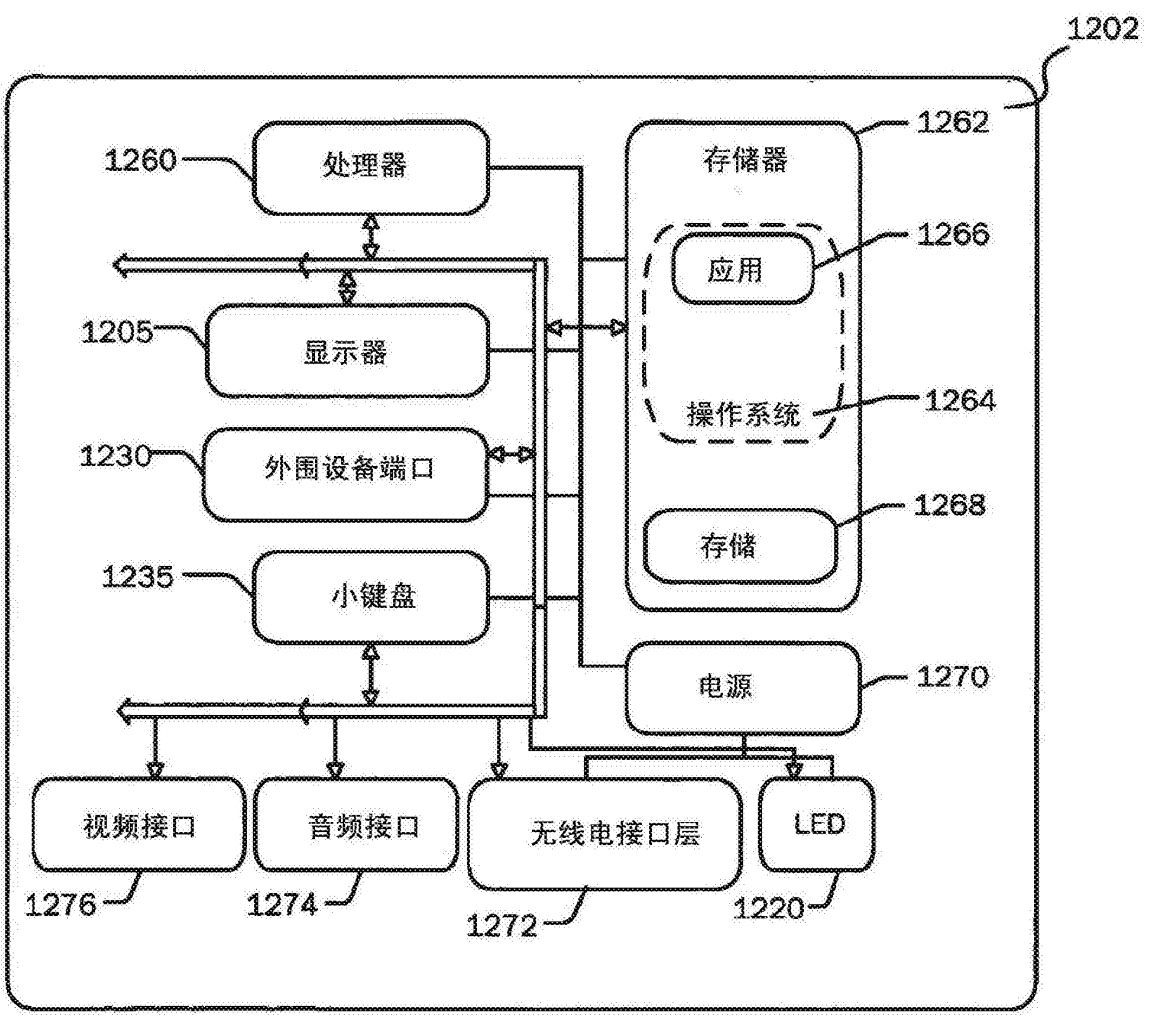 1202
1260
处理器
1262
存储器
1266
应用
1205
显示器
1264
操作系统
1230
外围设备端口
1268
存储
1235
小键盘
1270
电源
视频接口
音频接口
无线电接口层
LED
1276
1274
1272
1220